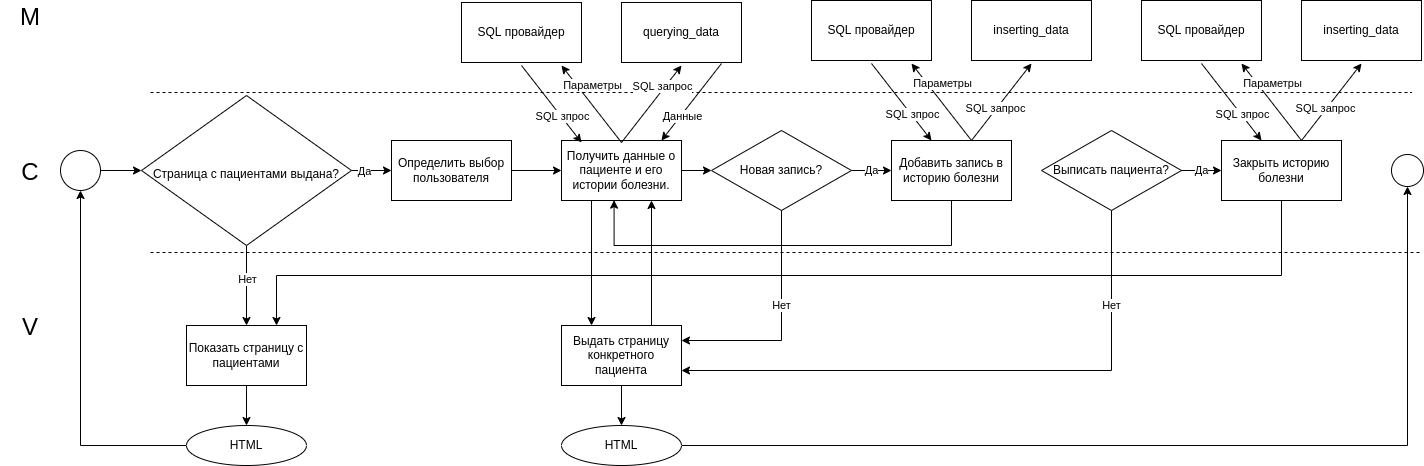 M
SQL провайдер
querying_data
SQL провайдер
inserting_data
SQL провайдер
inserting_data
Параметры
SQL запрос
Параметры
Параметры
SQL зпрос
Данные
SQL зпрос
SQL запрос
SQL зпрос
SQL запрос
C
Страница с пациентами выдана?
Да
Определить выбор
пользователя
Получить данные о
пациенте и его
истории болезни.
Новая запись?
Да
Добавить запись в
историю болезни
Выписать пациента?
Да
Закрыть историю
болезни
Нет
Нет
Нет
V
Показать страницу с
пациентами
Выдать страницу
конкретного
пациента
HTML
HTML